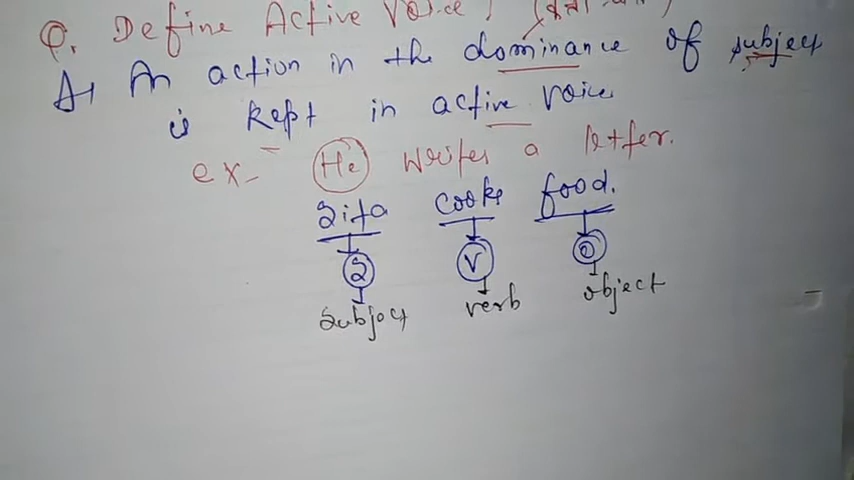 Q. Define Active Voice.
A1 An action in the dominance of subject
is kept in active voice
ex- He writes a letter.
Sita cooks food.
S V O
subject verb object